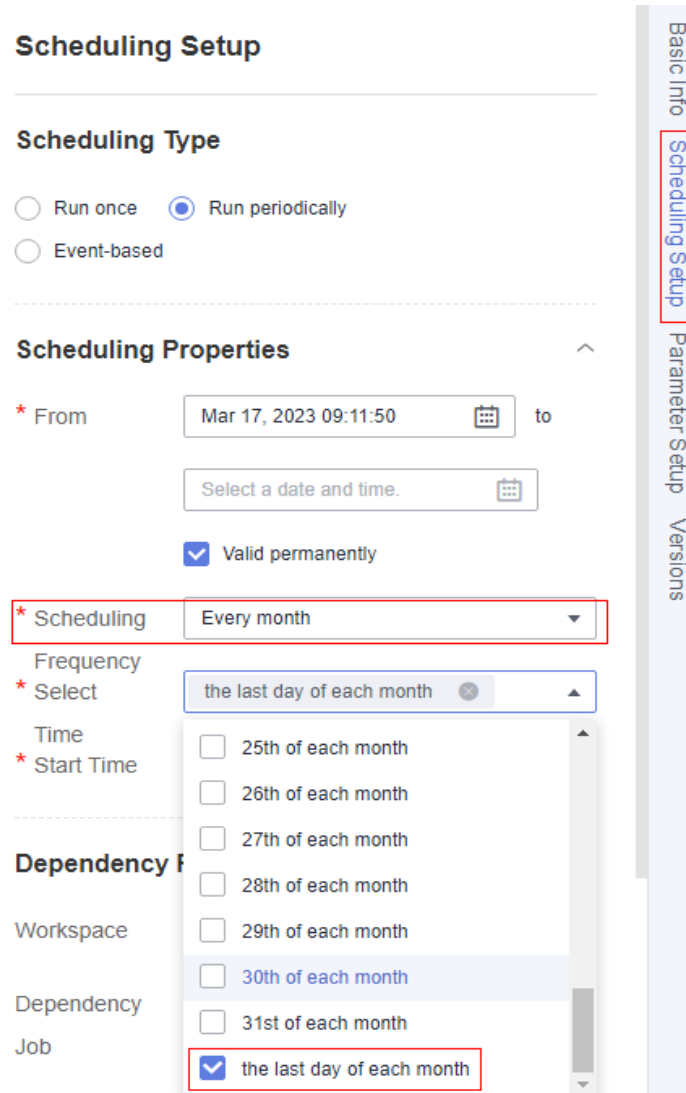 Scheduling Setup
Scheduling Type
Run once
Run periodically
Event-based
Scheduling Properties
* From
Mar 17, 2023 09:11:50
to
Select a date and time.
Valid permanently
* Scheduling Frequency
Every month
* Select Time
the last day of each month
* Start Time
25th of each month
26th of each month
27th of each month
28th of each month
29th of each month
30th of each month
31st of each month
the last day of each month
Dependency
Workspace
Dependency Job
Basic Info
Scheduling Setup
Parameter Setup
Versions